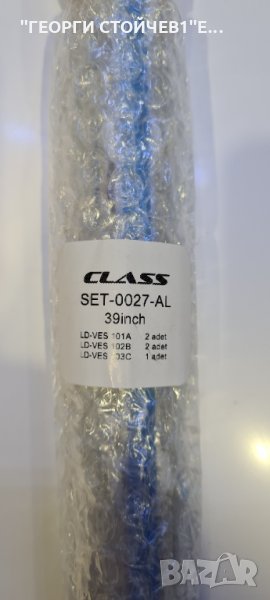 "ГЕОРГИ СТОЙЧЕВ1"Е...
CLASS
SET-0027-AL
39inch
LD-VES 101A 2 adet
LD-VES 102B 2 adet
LD-VES 103C 1 adet
BAZAR